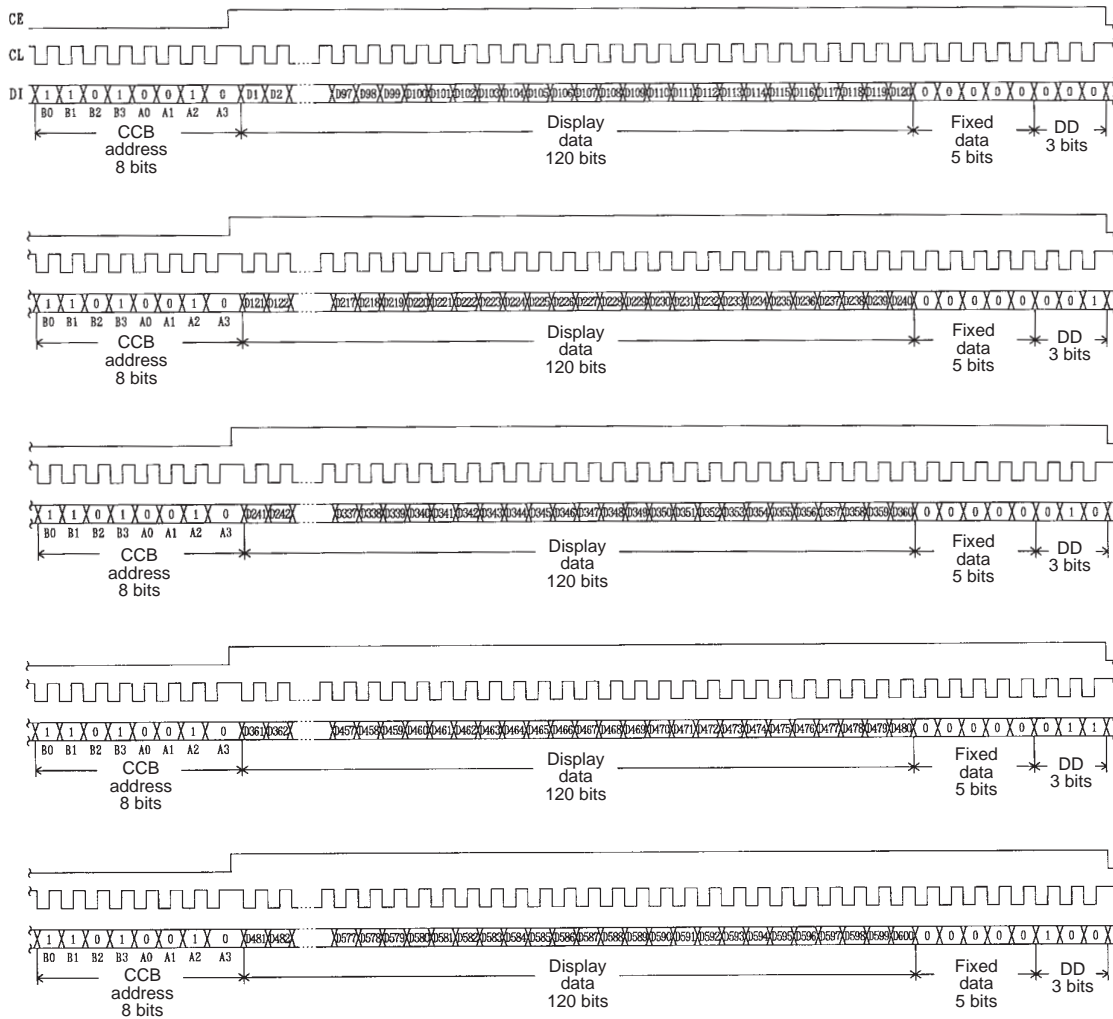 CE
CL
DI 1 1 0 1 0 0 1 0 D1 D2 D97 D98 D99 D100 D101 D102 D103 D104 D105 D106 D107 D108 D109 D110 D111 D112 D113 D114 D115 D116 D117 D118 D119 D120 0 0 0 0 0 0 0 0
B0 B1 B2 B3 A0 A1 A2 A3
CCB address 8 bits
Display data 120 bits
Fixed data 5 bits
DD 3 bits
1 1 0 1 0 0 1 0 D121 D122 D217 D218 D219 D220 D221 D222 D223 D224 D225 D226 D227 D228 D229 D230 D231 D232 D233 D234 D235 D236 D237 D238 D239 D240 0 0 0 0 0 0 0 1
B0 B1 B2 B3 A0 A1 A2 A3
CCB address 8 bits
Display data 120 bits
Fixed data 5 bits
DD 3 bits
1 1 0 1 0 0 1 0 D241 D242 D337 D338 D339 D340 D341 D342 D343 D344 D345 D346 D347 D348 D349 D350 D351 D352 D353 D354 D355 D356 D357 D358 D359 D360 0 0 0 0 0 0 1 0
B0 B1 B2 B3 A0 A1 A2 A3
CCB address 8 bits
Display data 120 bits
Fixed data 5 bits
DD 3 bits
1 1 0 1 0 0 1 0 D361 D362 D457 D458 D459 D460 D461 D462 D463 D464 D465 D466 D467 D468 D469 D470 D471 D472 D473 D474 D475 D476 D477 D478 D479 D480 0 0 0 0 0 0 1 1
B0 B1 B2 B3 A0 A1 A2 A3
CCB address 8 bits
Display data 120 bits
Fixed data 5 bits
DD 3 bits
1 1 0 1 0 0 1 0 D481 D482 D577 D578 D579 D580 D581 D582 D583 D584 D585 D586 D587 D588 D589 D590 D591 D592 D593 D594 D595 D596 D597 D598 D599 D600 0 0 0 0 0 1 0 0
B0 B1 B2 B3 A0 A1 A2 A3
CCB address 8 bits
Display data 120 bits
Fixed data 5 bits
DD 3 bits